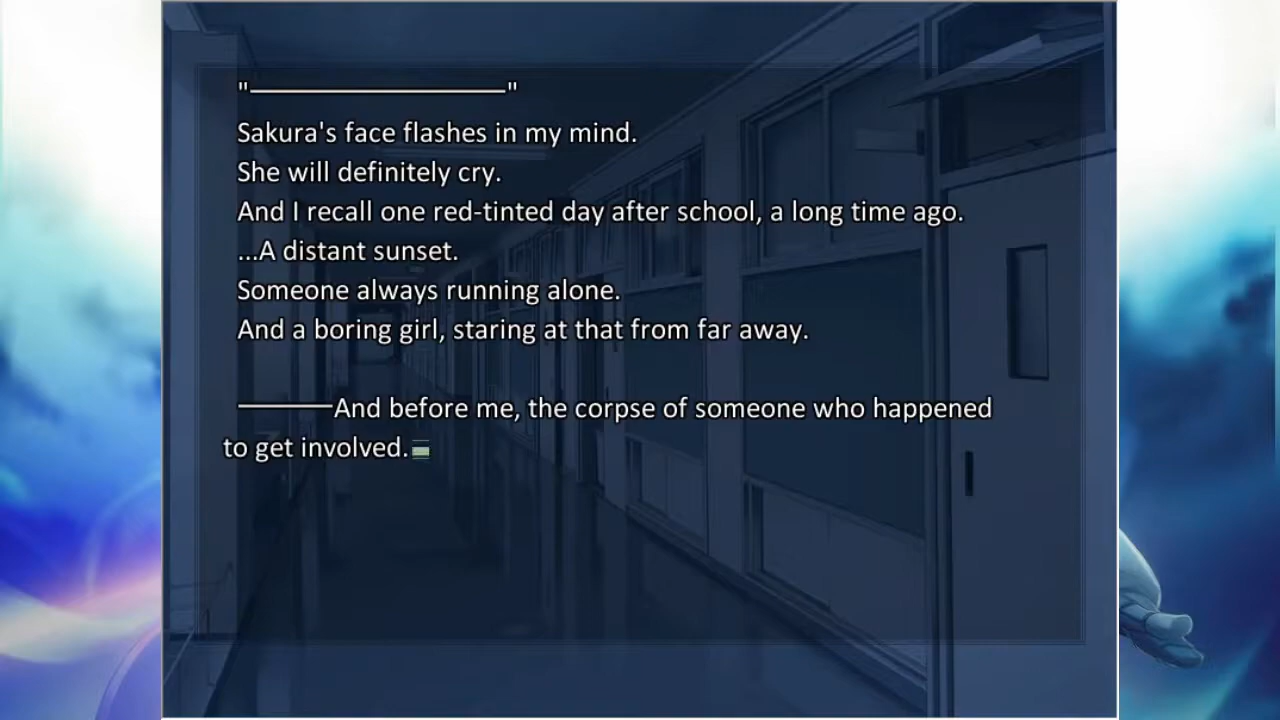 "―――――――――――"
Sakura's face flashes in my mind.
She will definitely cry.
And I recall one red-tinted day after school, a long time ago.
...A distant sunset.
Someone always running alone.
And a boring girl, staring at that from far away.
――――And before me, the corpse of someone who happened
to get involved.